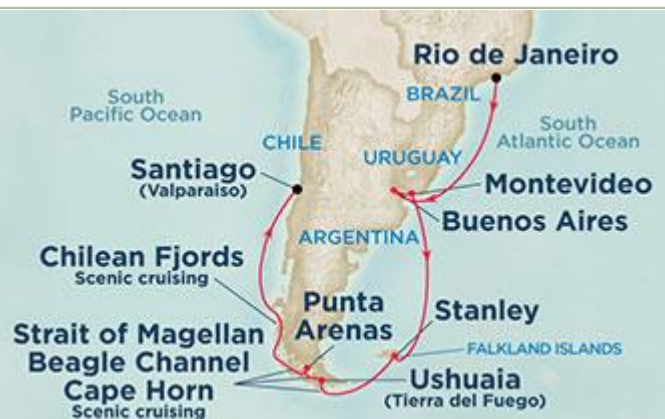 Rio de Janeiro
BRAZIL
South
Pacific Ocean
South
Atlantic Ocean
CHILE
URUGUAY
Santiago
(Valparaiso)
Montevideo
Buenos Aires
ARGENTINA
Chilean Fjords
Scenic cruising
Punta
Arenas
Stanley
Strait of Magellan
Beagle Channel
Cape Horn
Scenic cruising
FALKLAND ISLANDS
Ushuaia
(Tierra del Fuego)